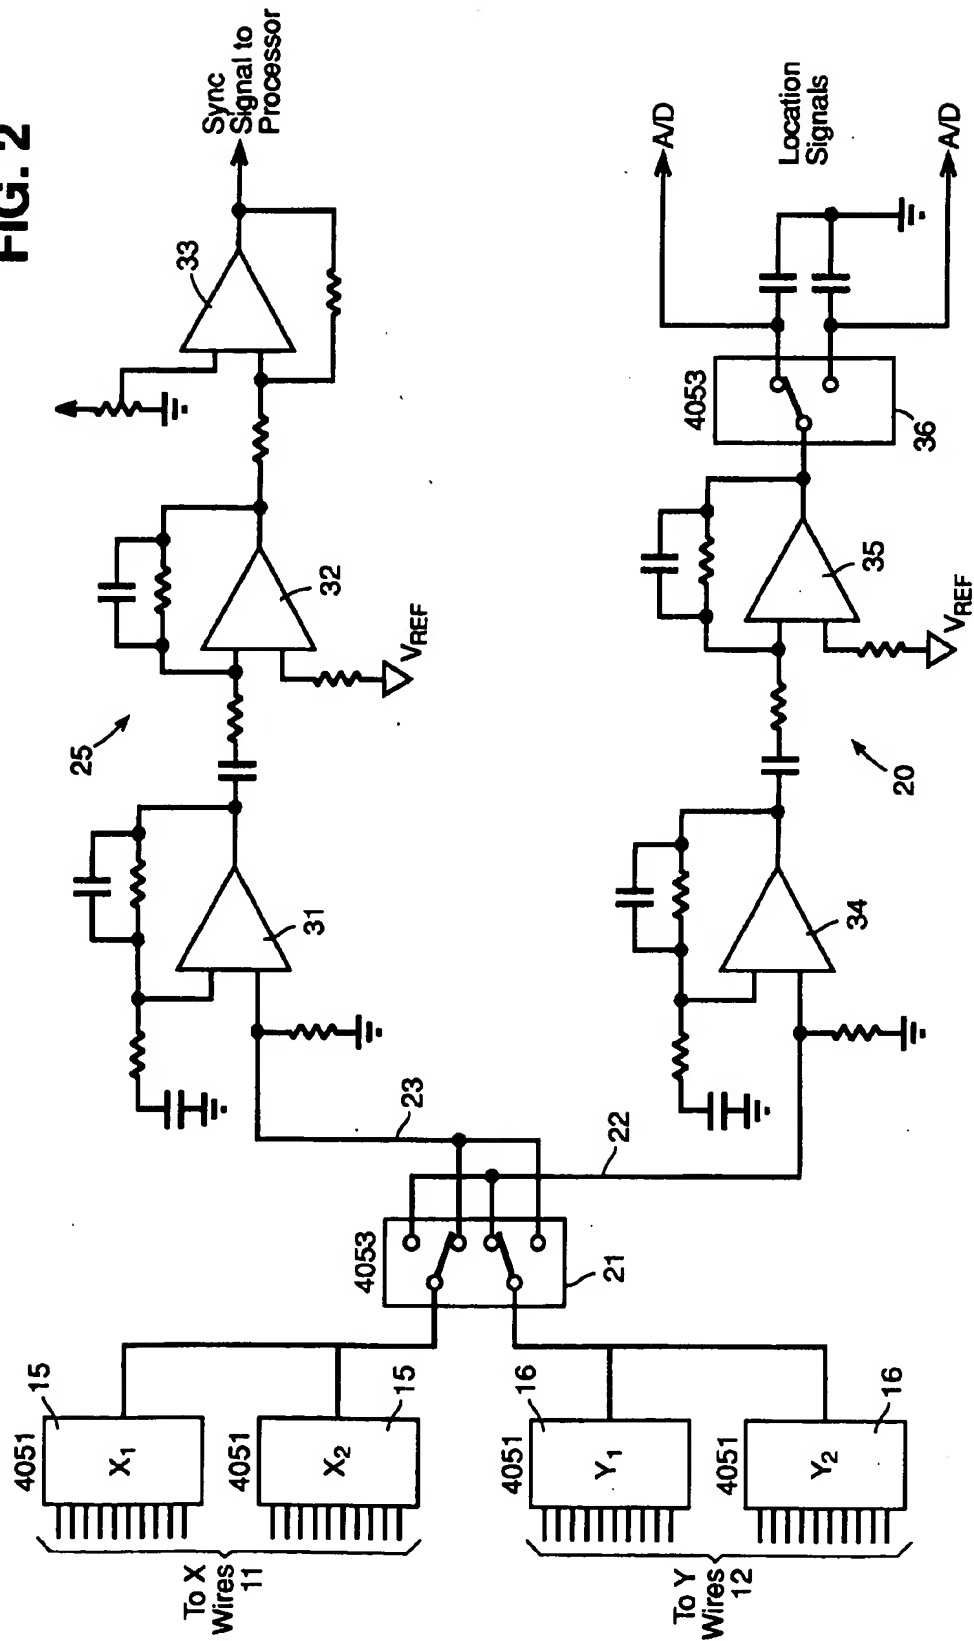 FIG. 2
Sync
Signal to
Processor
33
32
VREF
25
31
23
22
4053
21
4051
15
X1
4051
15
X2
4051
16
Y1
4051
16
Y2
To X
Wires
11
To Y
Wires
12
34
20
35
VREF
4053
36
A/D
Location
Signals
A/D